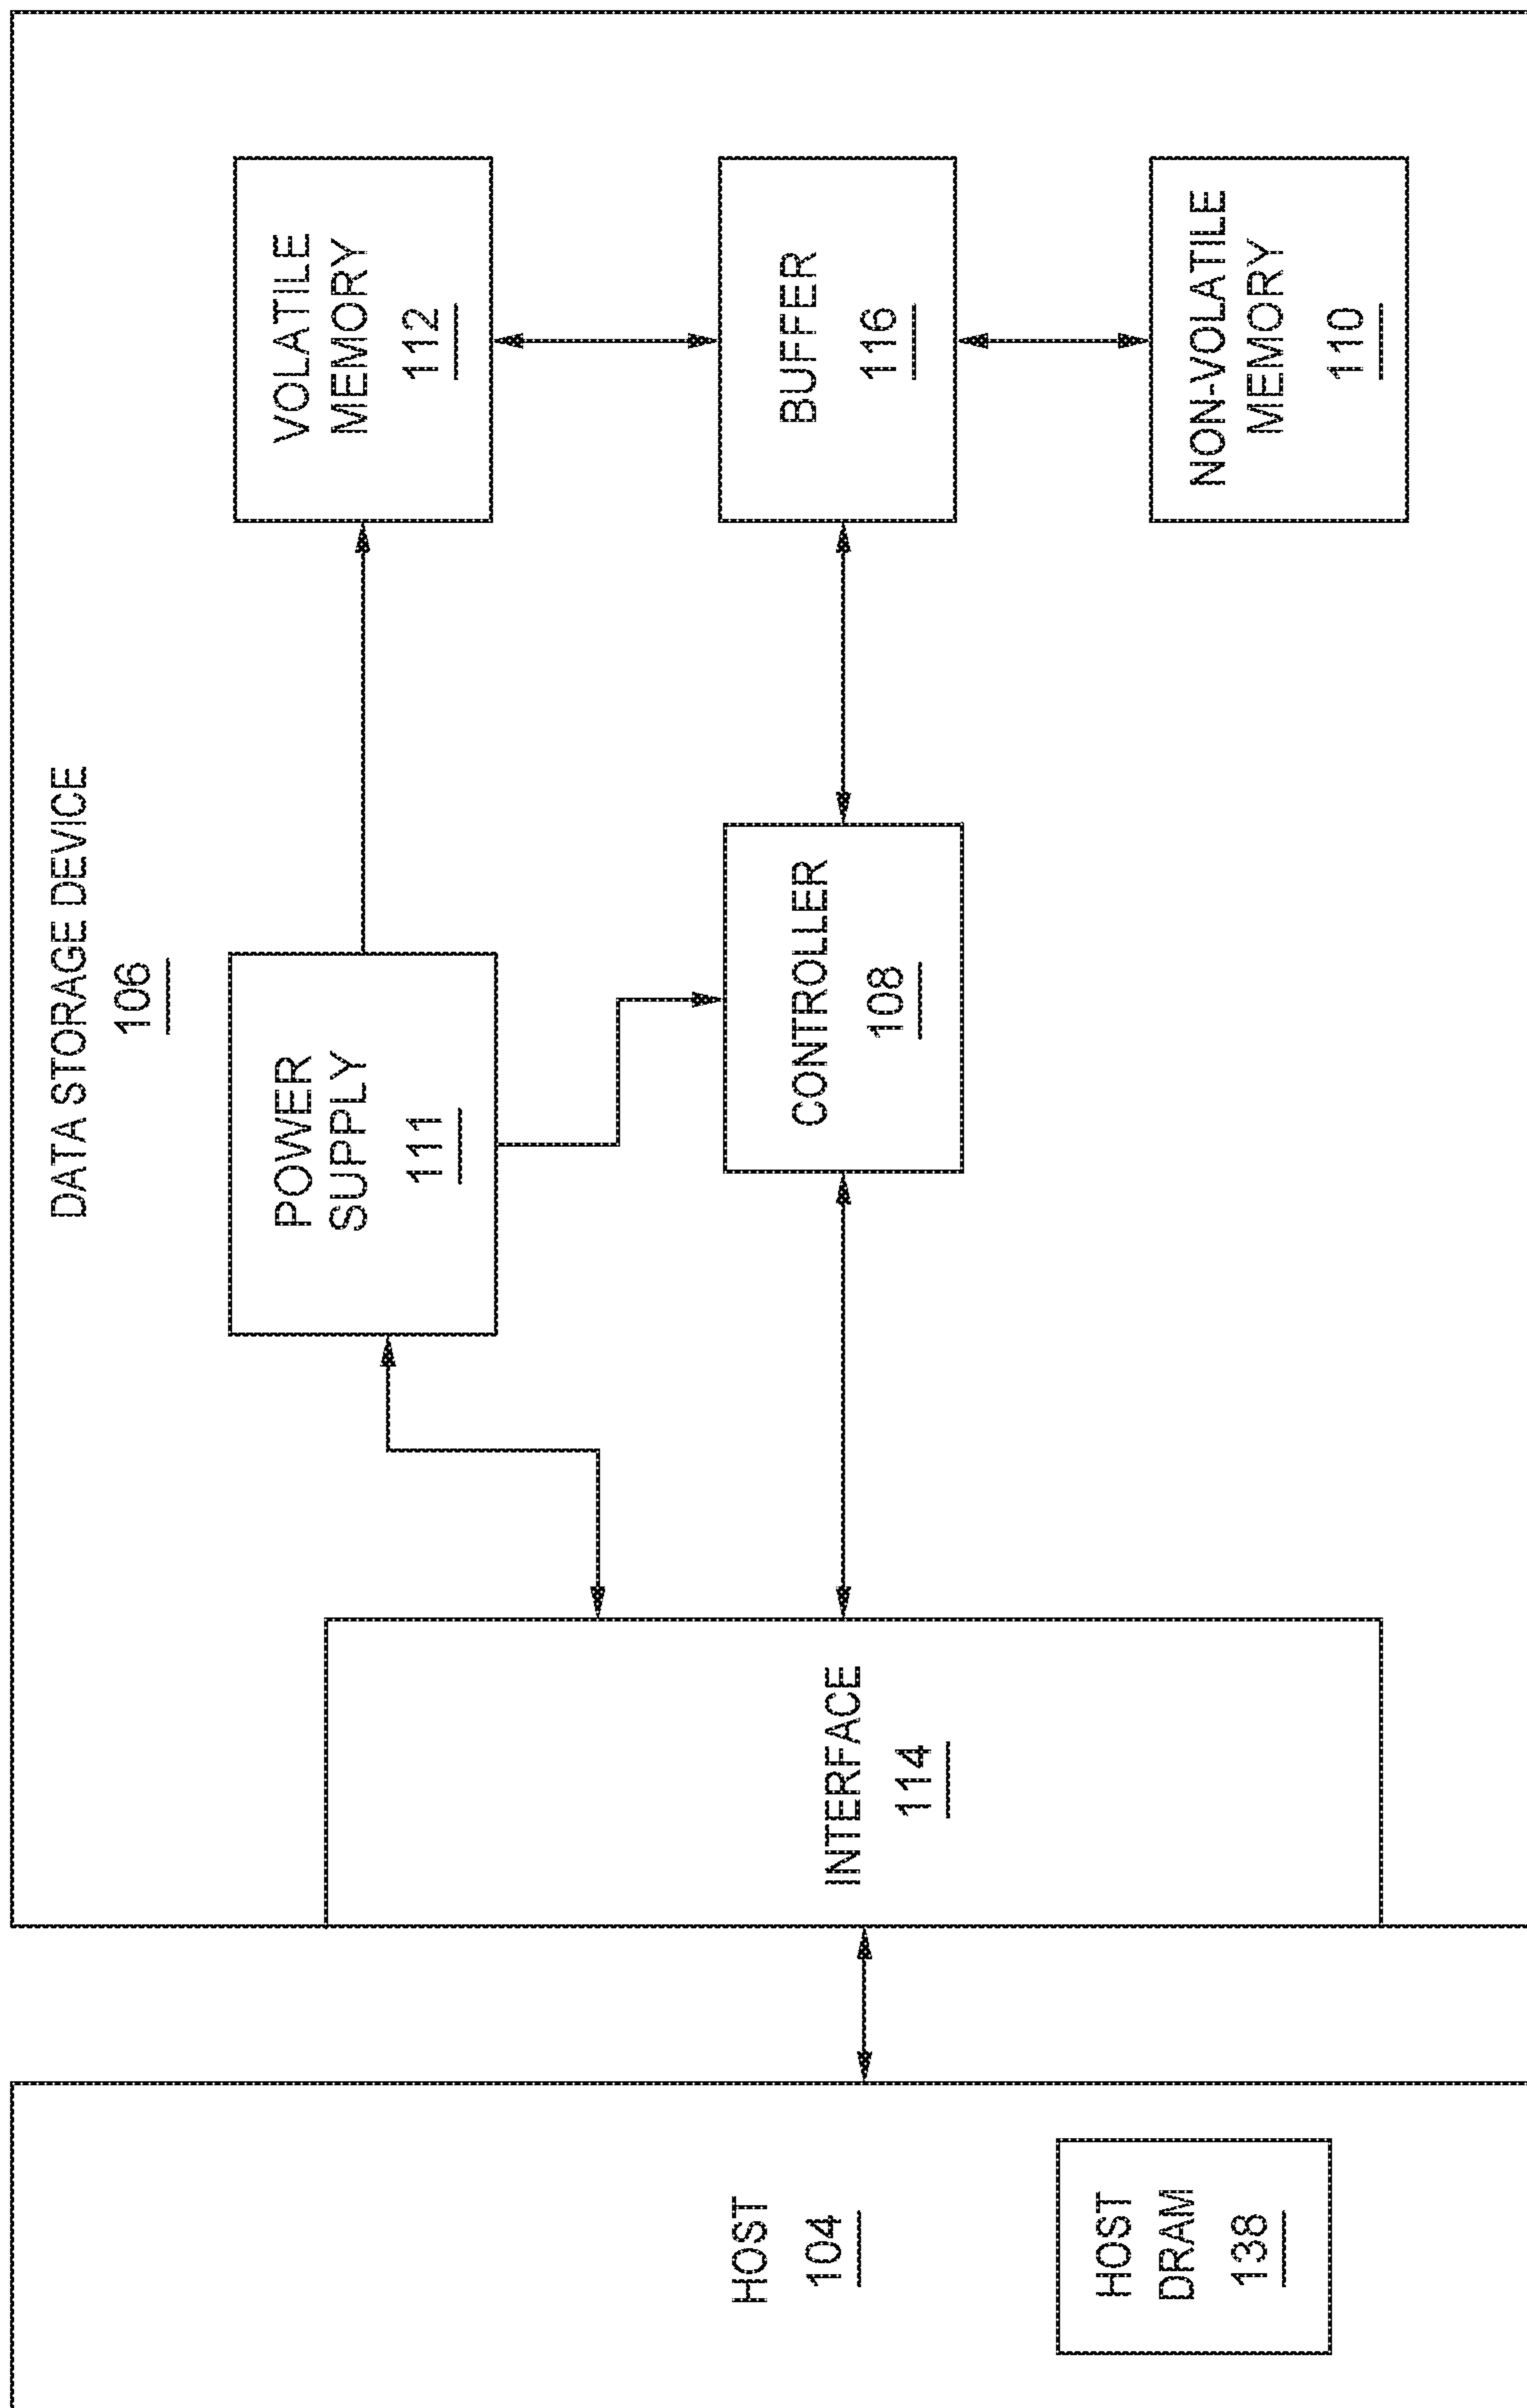 DATA STORAGE DEVICE
106
HOST
104
HOST
DRAM
138
INTERFACE
114
POWER
SUPPLY
111
CONTROLLER
108
VOLATILE
MEMORY
112
BUFFER
116
NON-VOLATILE
MEMORY
110